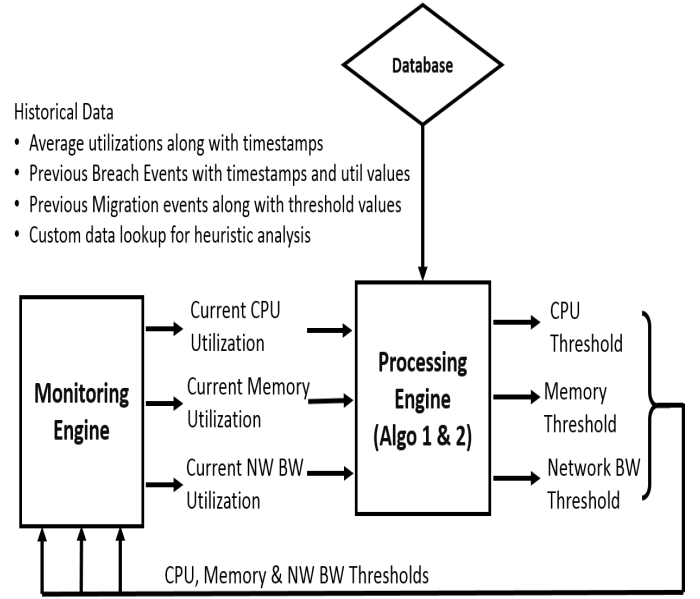 Database
Historical Data
• Average utilizations along with timestamps
• Previous Breach Events with timestamps and util values
• Previous Migration events along with threshold values
• Custom data lookup for heuristic analysis
Monitoring
Engine
Current CPU
Utilization
Current Memory
Utilization
Current NW BW
Utilization
Processing
Engine
(Algo 1 & 2)
CPU
Threshold
Memory
Threshold
Network BW
Threshold
CPU, Memory & NW BW Thresholds